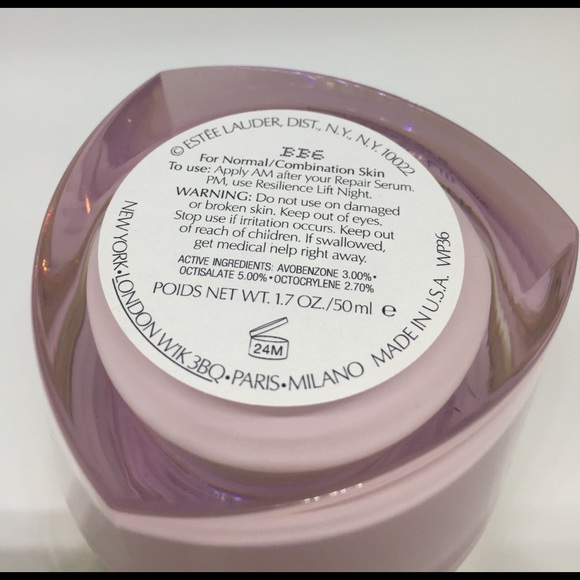 © ESTÉE LAUDER, DIST., N.Y., N.Y. 10022
BB6
For Normal/Combination Skin
To use: Apply AM after your Repair Serum.
PM, use Resilience Lift Night.
WARNING: Do not use on damaged
or broken skin. Keep out of eyes.
Stop use if irritation occurs. Keep out
of reach of children. If swallowed,
get medical help right away.
ACTIVE INGREDIENTS: AVOBENZONE 3.00% •
OCTISALATE 5.00% • OCTOCRYLENE 2.70%
POIDS NET WT. 1.7 OZ./50 ml ℮
24M
NEW YORK • LONDON W1K 3BQ • PARIS • MILANO MADE IN U.S.A. WP36